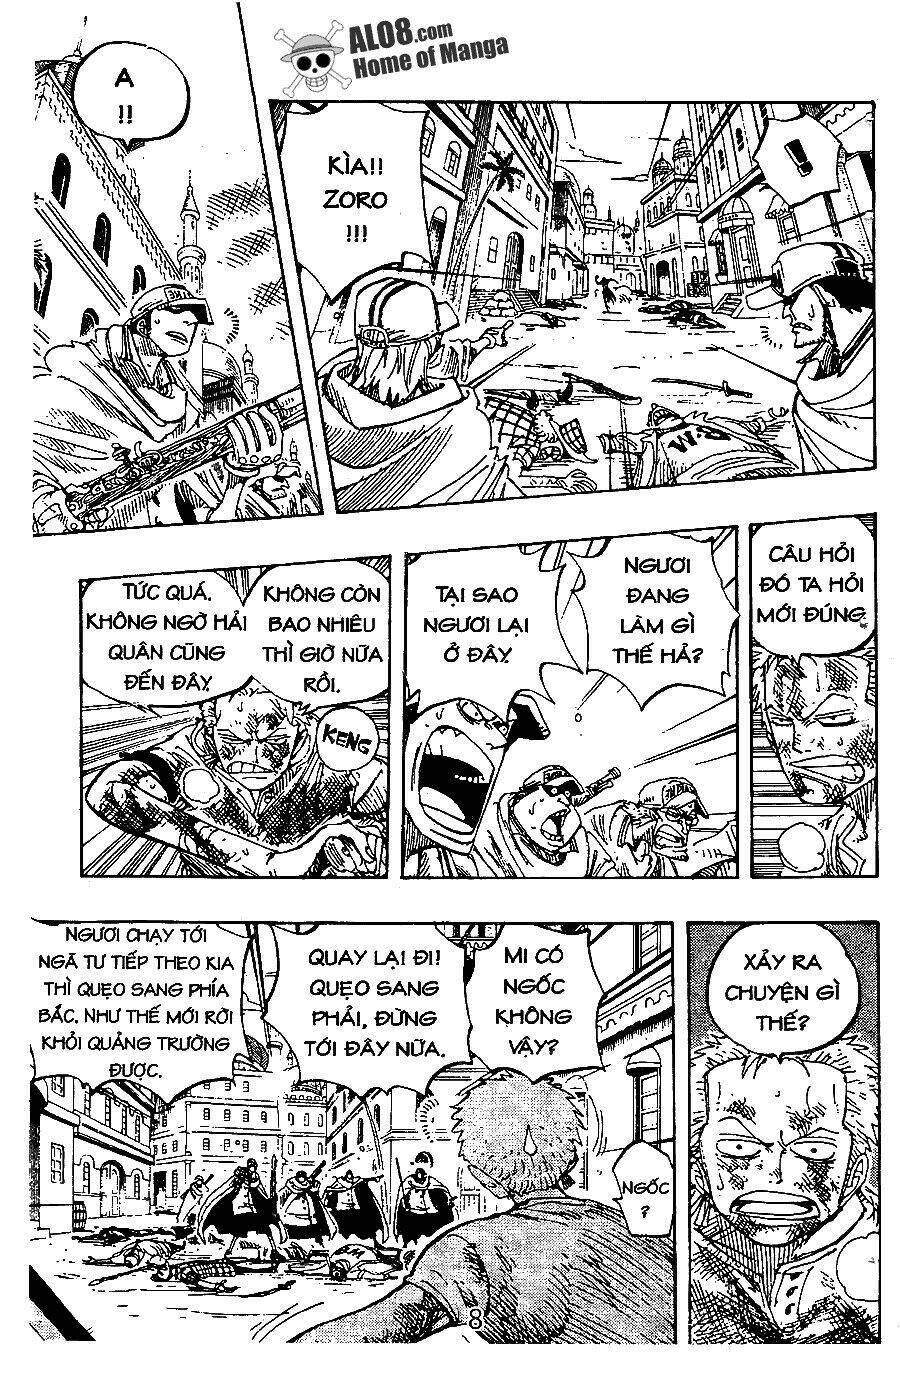 ALO8.com
Home of Manga
!
KÌA!!
ZORO
!!!
A
!!
CÂU HỎI
ĐÓ TA HỎI
MỚI ĐÚNG.
NGƯƠI
ĐANG
LÀM GÌ
THẾ HẢ?
TẠI SAO
NGƯƠI LẠI
Ở ĐÂY.
KHÔNG CÒN
BAO NHIÊU
THÌ GIỜ NỮA
RỒI.
TỨC QUÁ.
KHÔNG NGỜ HẢI
QUÂN CŨNG
ĐẾN ĐÂY.
KENG
XẢY RA
CHUYỆN GÌ
THẾ?
MI CÓ
NGỐC
KHÔNG
VẬY?
QUAY LẠI ĐI!
QUẸO SANG
PHẢI, ĐỪNG
TỚI ĐÂY NỮA.
NGƯƠI CHẠY TỚI
NGÃ TƯ TIẾP THEO KIA
THÌ QUẸO SANG PHÍA
BẮC. NHƯ THẾ MỚI RỜI
KHỎI QUẢNG TRƯỜNG
ĐƯỢC.
NGỐC
?
8